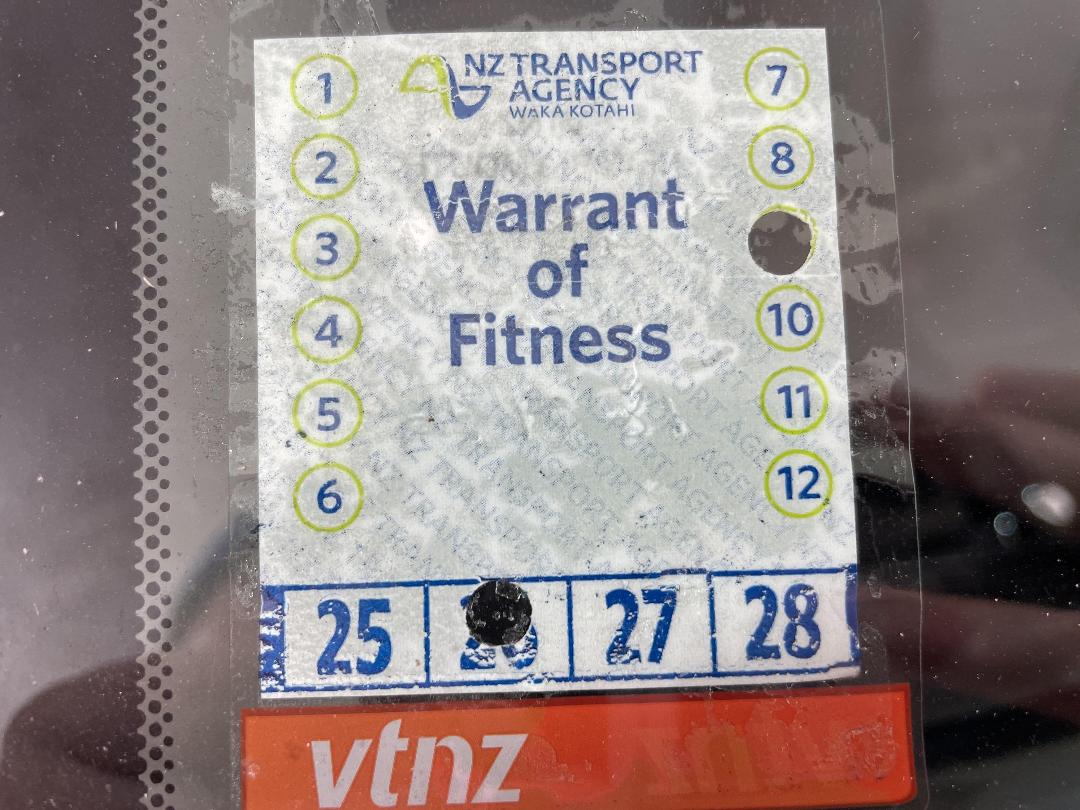 NZ TRANSPORT
AGENCY
WAKA KOTAHI
1
2
3
4
5
6
7
8
10
11
12
Warrant
of
Fitness
25
27
28
vtnz